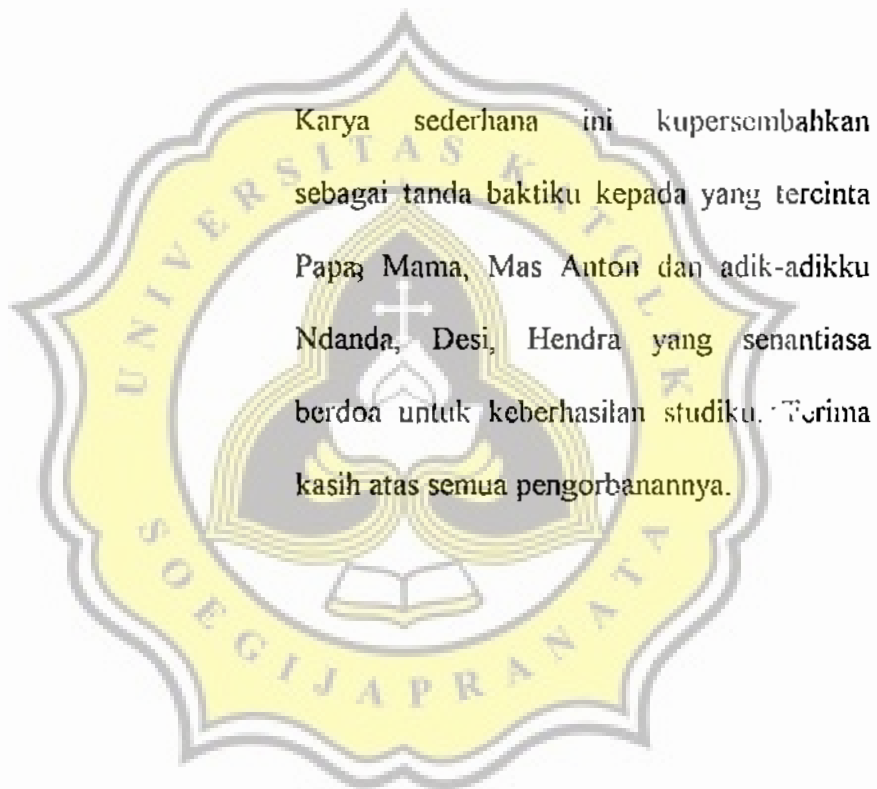 Karya sederhana ini kupersembahkan
sebagai tanda baktiku kepada yang tercinta
Papa, Mama, Mas Anton dan adik-adikku
Ndanda, Desi, Hendra yang senantiasa
berdoa untuk keberhasilan studiku. Terima
kasih atas semua pengorbanannya.
UNIVERSITAS KATOLIK
SOEGIJAPRANATA